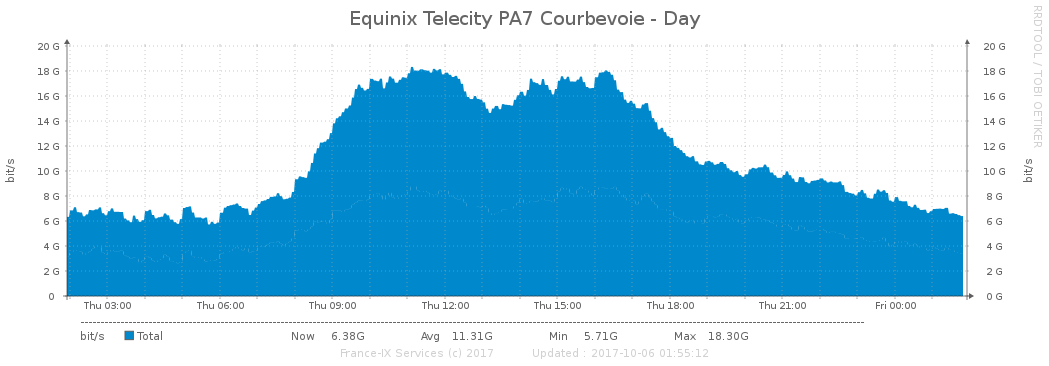 Equinix Telecity PA7 Courbevoie - Day
RRDTOOL / TOBI OETIKER
20 G 20 G
18 G 18 G
16 G 16 G
14 G 14 G
12 G 12 G
10 G 10 G
8 G 8 G
6 G 6 G
4 G 4 G
2 G 2 G
0 0 G
bit/s bit/s
Thu 03:00 Thu 06:00 Thu 09:00 Thu 12:00 Thu 15:00 Thu 18:00 Thu 21:00 Fri 00:00
bit/s Total Now 6.38G Avg 11.31G Min 5.71G Max 18.30G
France-IX Services (c) 2017 Updated : 2017-10-06 01:55:12